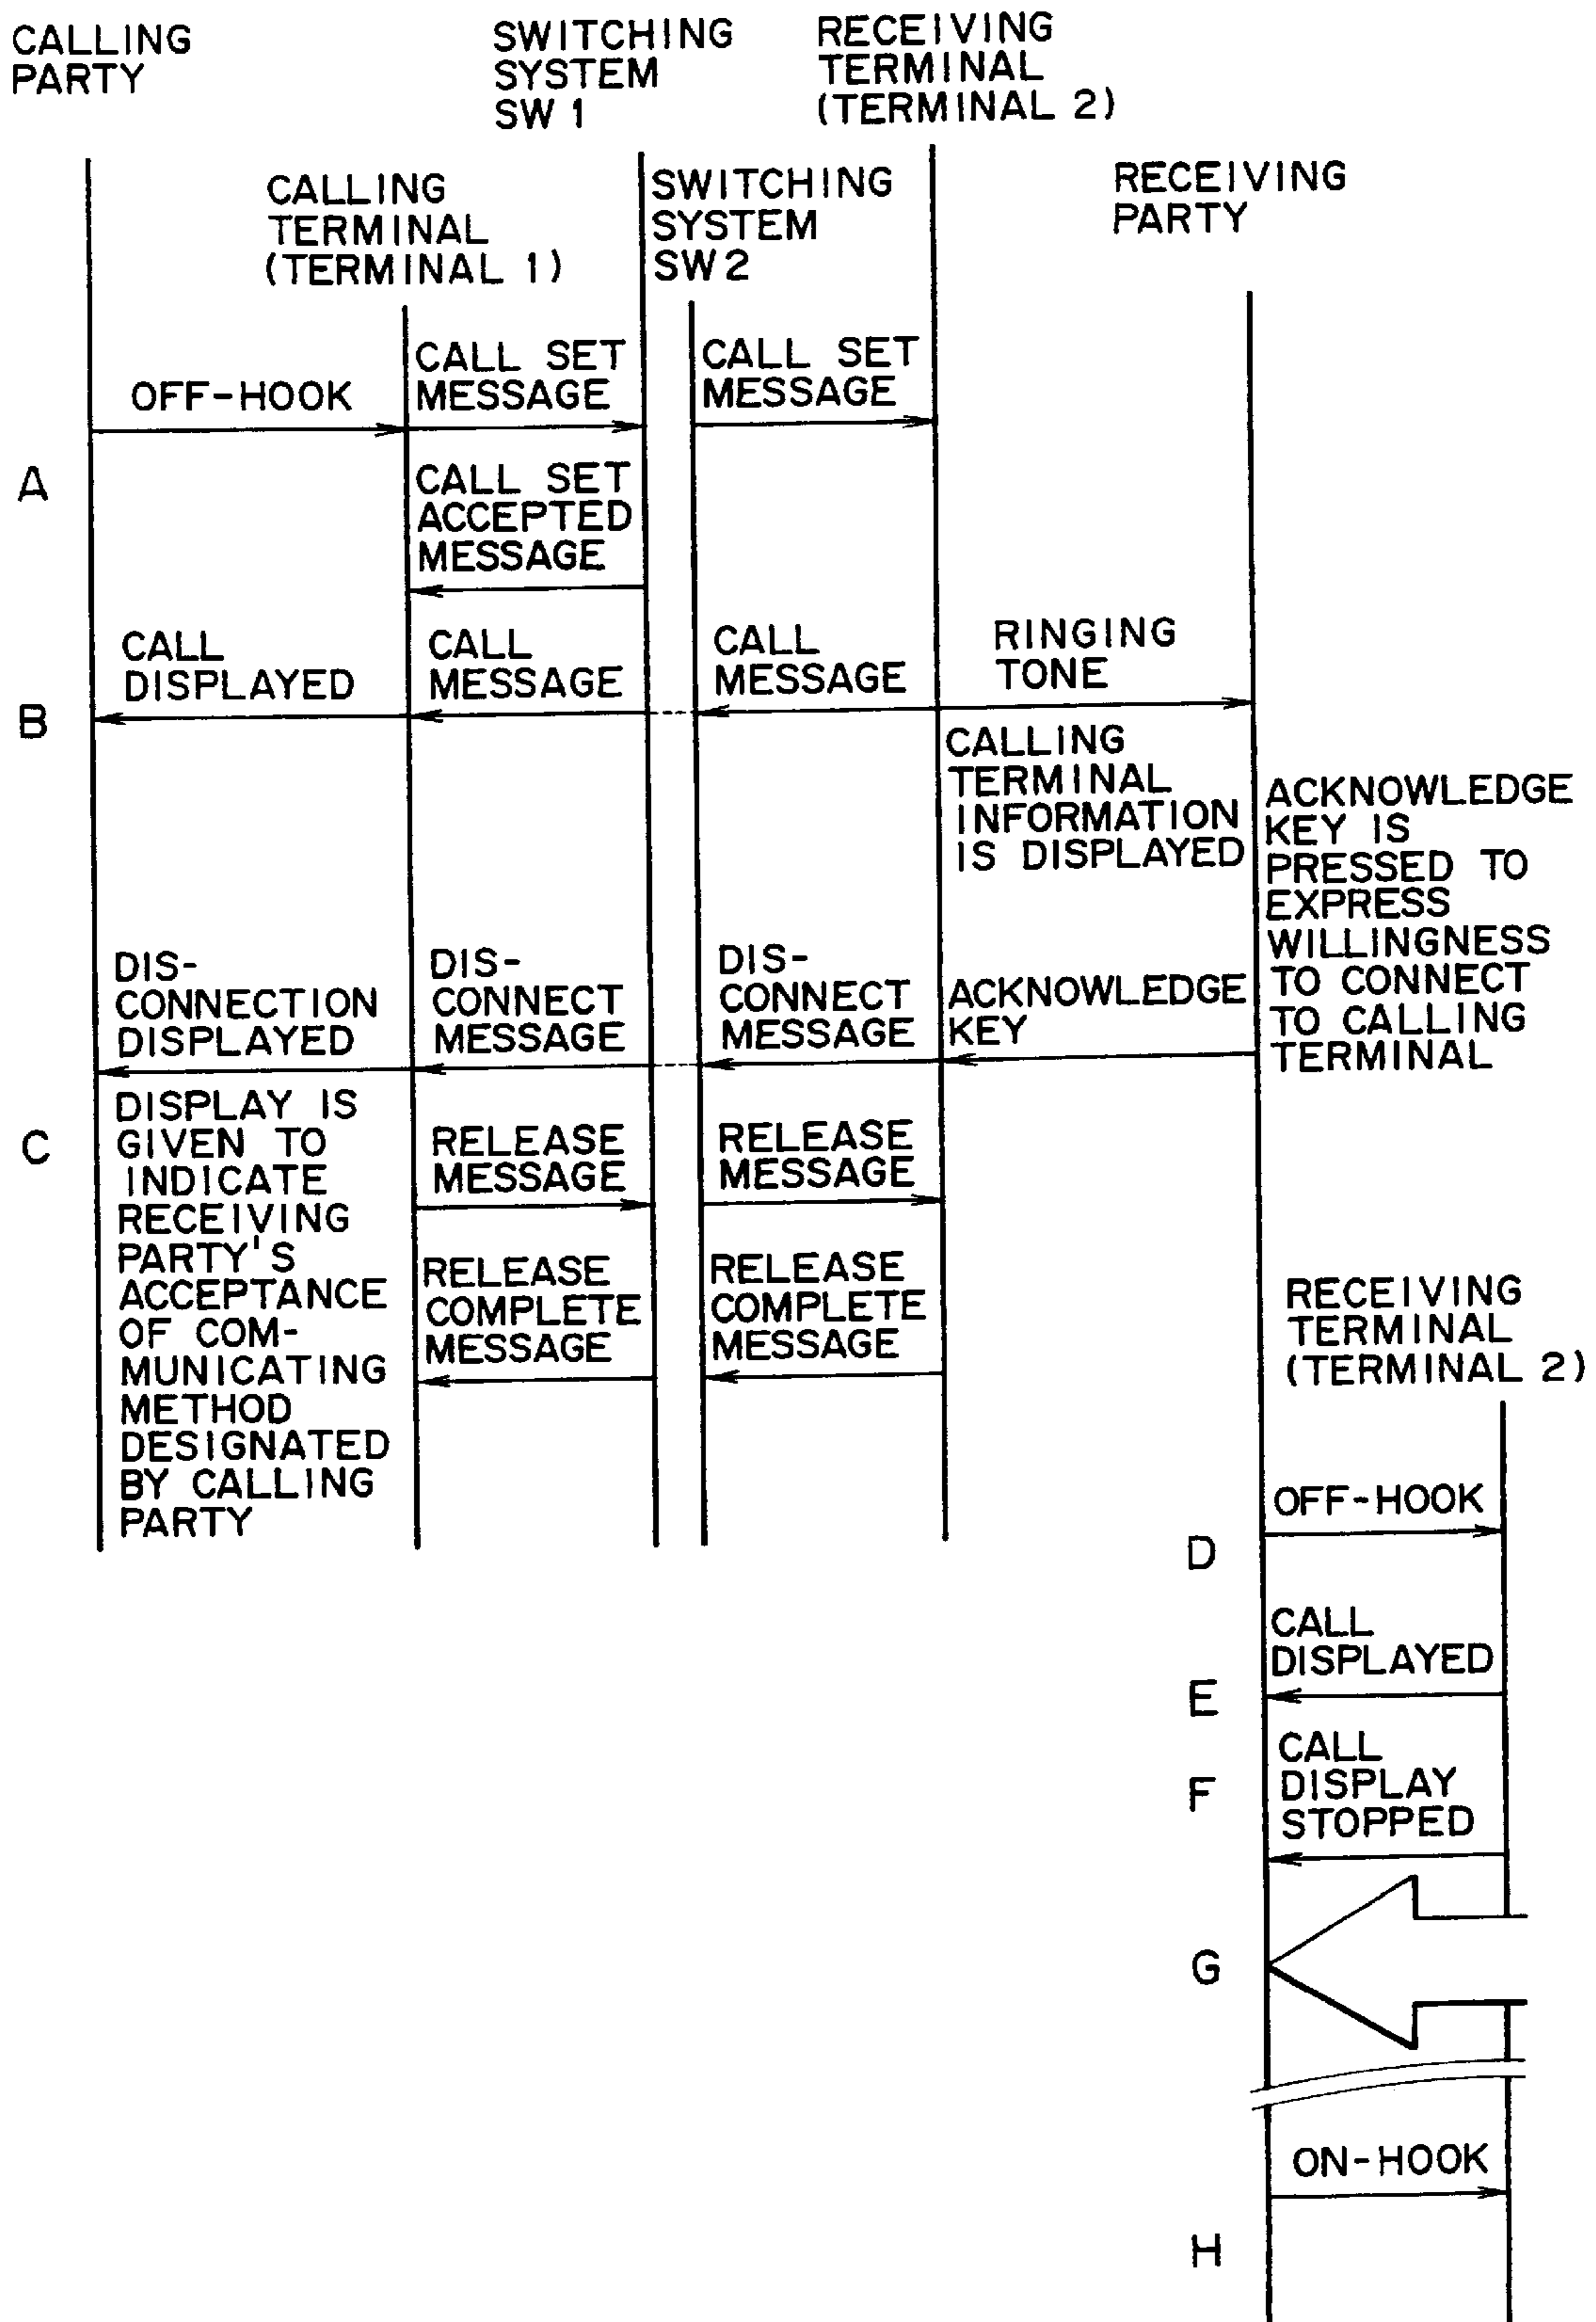 CALLING
PARTY
SWITCHING
SYSTEM
SW 1
RECEIVING
TERMINAL
(TERMINAL 2)
CALLING
TERMINAL
(TERMINAL 1)
SWITCHING
SYSTEM
SW2
RECEIVING
PARTY
OFF-HOOK
CALL SET
MESSAGE
CALL SET
MESSAGE
A
CALL SET
ACCEPTED
MESSAGE
CALL
DISPLAYED
CALL
MESSAGE
CALL
MESSAGE
RINGING
TONE
B
CALLING
TERMINAL
INFORMATION
IS DISPLAYED
ACKNOWLEDGE
KEY IS
PRESSED TO
EXPRESS
WILLINGNESS
TO CONNECT
TO CALLING
TERMINAL
DIS-
CONNECTION
DISPLAYED
DIS-
CONNECT
MESSAGE
DIS-
CONNECT
MESSAGE
ACKNOWLEDGE
KEY
C
DISPLAY IS
GIVEN TO
INDICATE
RECEIVING
PARTY'S
ACCEPTANCE
OF COM-
MUNICATING
METHOD
DESIGNATED
BY CALLING
PARTY
RELEASE
MESSAGE
RELEASE
MESSAGE
RELEASE
COMPLETE
MESSAGE
RELEASE
COMPLETE
MESSAGE
RECEIVING
TERMINAL
(TERMINAL 2)
OFF-HOOK
D
CALL
DISPLAYED
E
CALL
DISPLAY
STOPPED
F
G
ON-HOOK
H